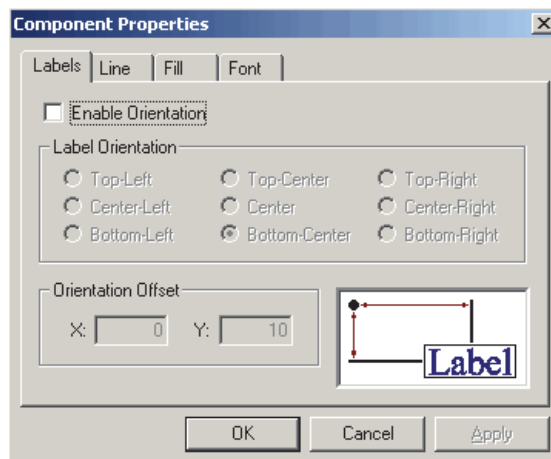 Component Properties
Labels Line Fill Font
Enable Orientation
Label Orientation
Top-Left Top-Center Top-Right
Center-Left Center Center-Right
Bottom-Left Bottom-Center Bottom-Right
Orientation Offset
X: 0 Y: 10
Label
OK Cancel Apply